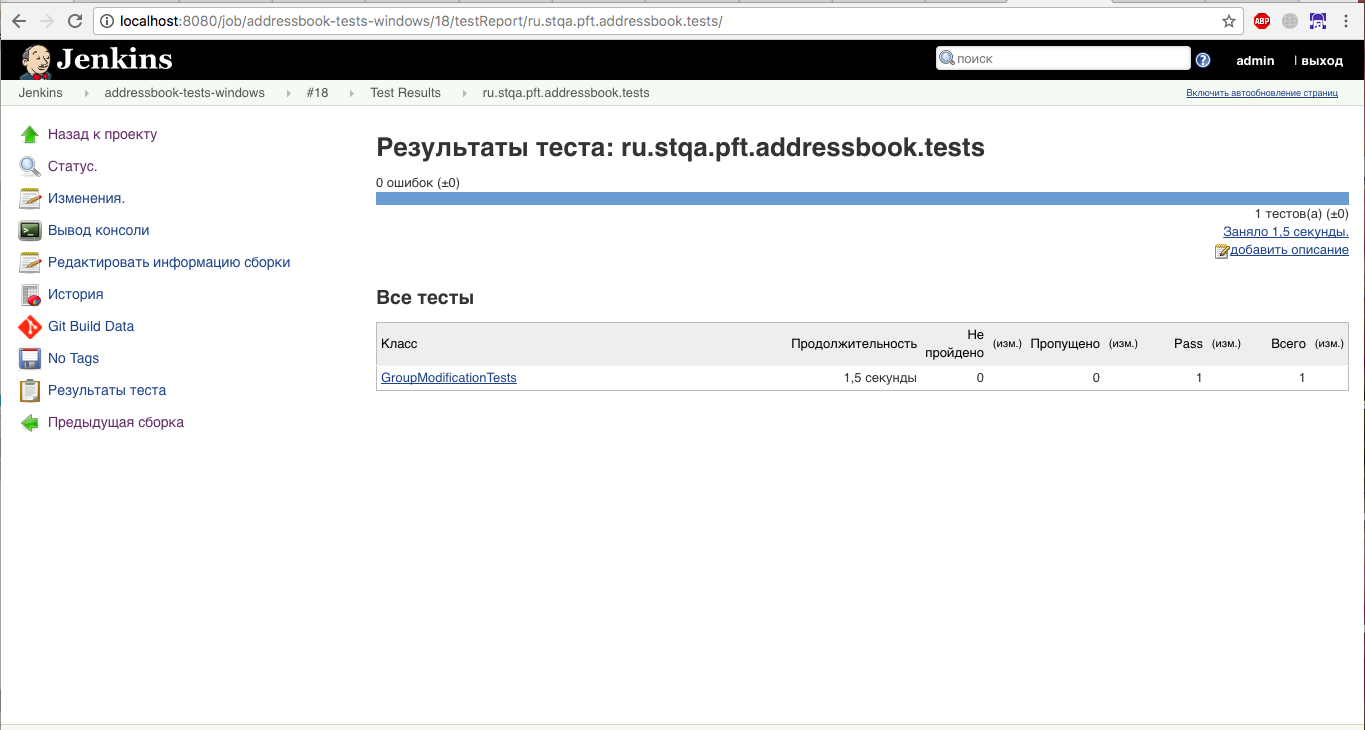 localhost:8080/job/addressbook-tests-windows/18/testReport/ru.stqa.pft.addressbook.tests/
ABP
Jenkins
поиск
?
admin
| выход
Jenkins
addressbook-tests-windows
#18
Test Results
ru.stqa.pft.addressbook.tests
Включить автообновление страниц
Назад к проекту
Статус.
Изменения.
Вывод консоли
Редактировать информацию сборки
История
Git Build Data
No Tags
Результаты теста
Предыдущая сборка
Результаты теста: ru.stqa.pft.addressbook.tests
0 ошибок (±0)
1 тестов(а) (±0)
Заняло 1,5 секунды.
добавить описание
Все тесты
Класс Продолжительность Не пройдено (изм.) Пропущено (изм.) Pass (изм.) Всего (изм.)
GroupModificationTests 1,5 секунды 0 0 1 1